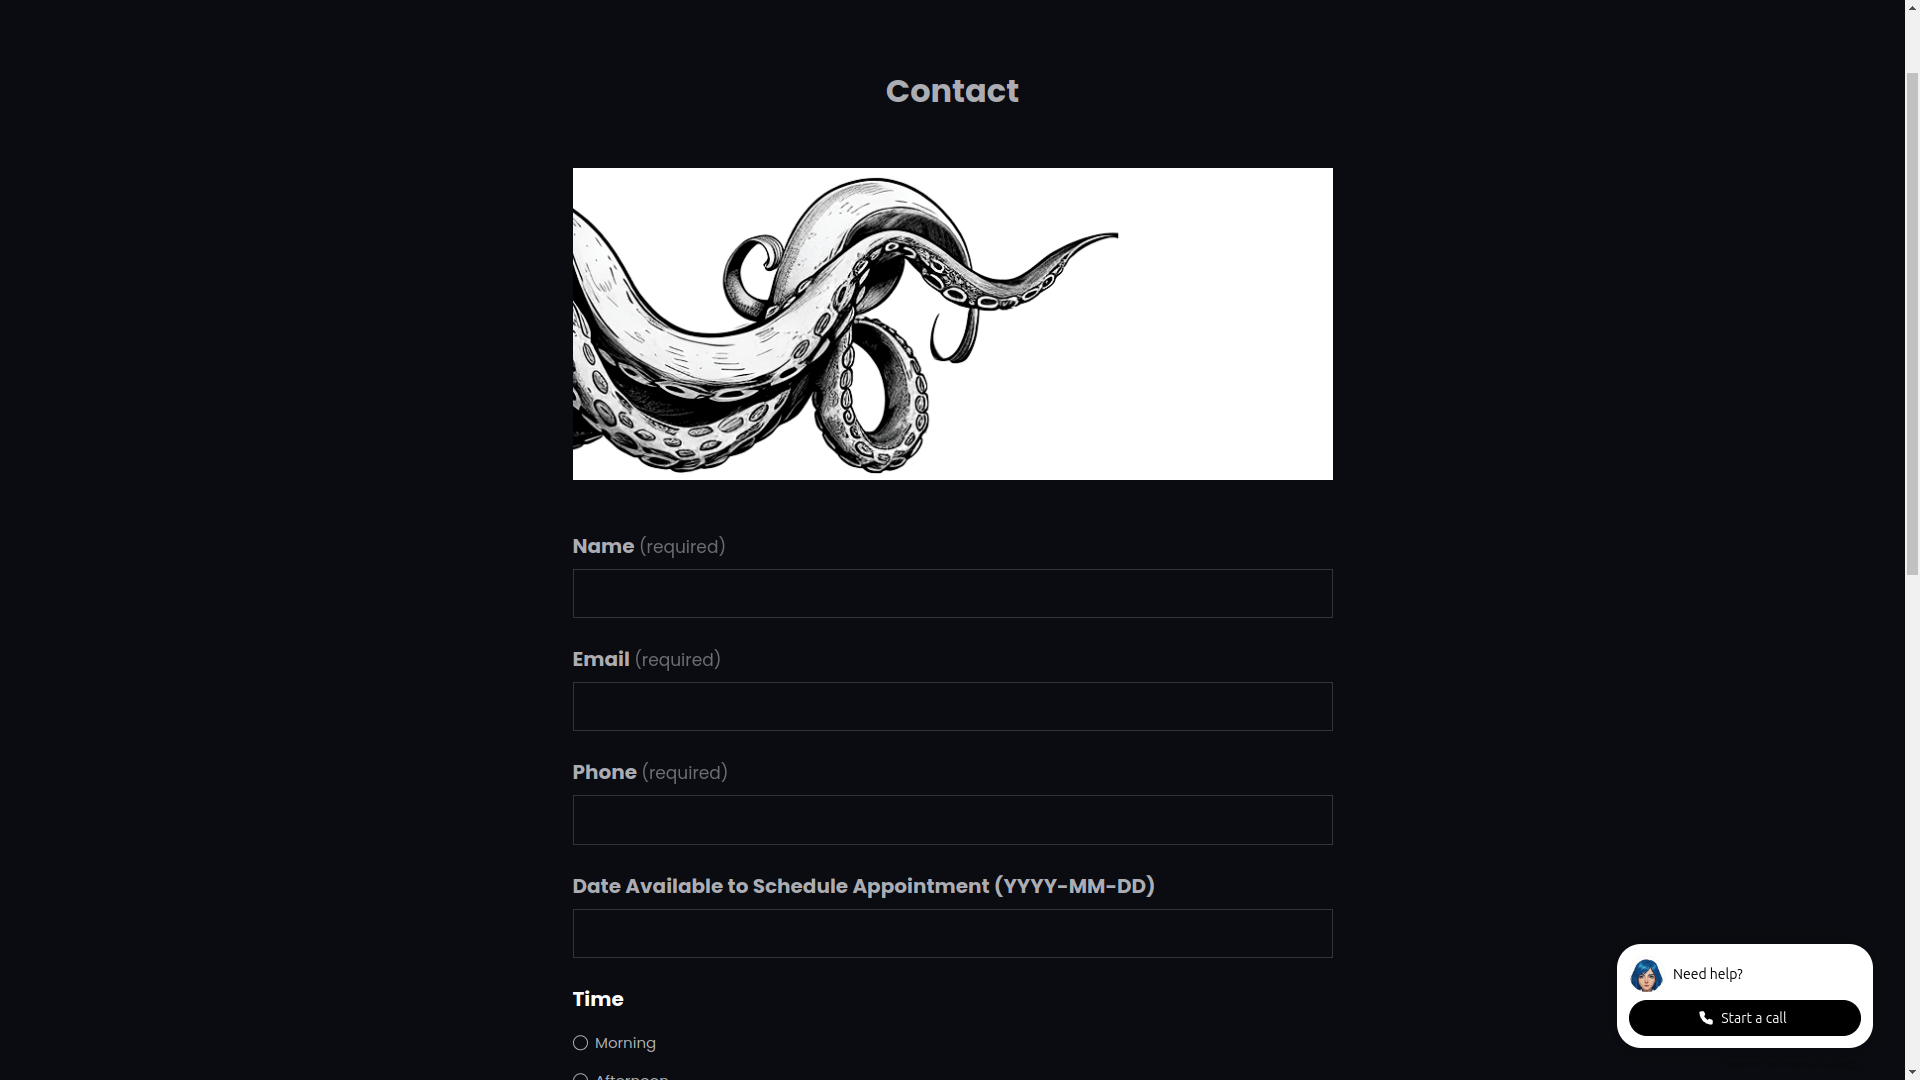 Contact
Name (required)
Email (required)
Phone (required)
Date Available to Schedule Appointment (YYYY-MM-DD)
Time
Morning
Afternoon
Need help?
Start a call